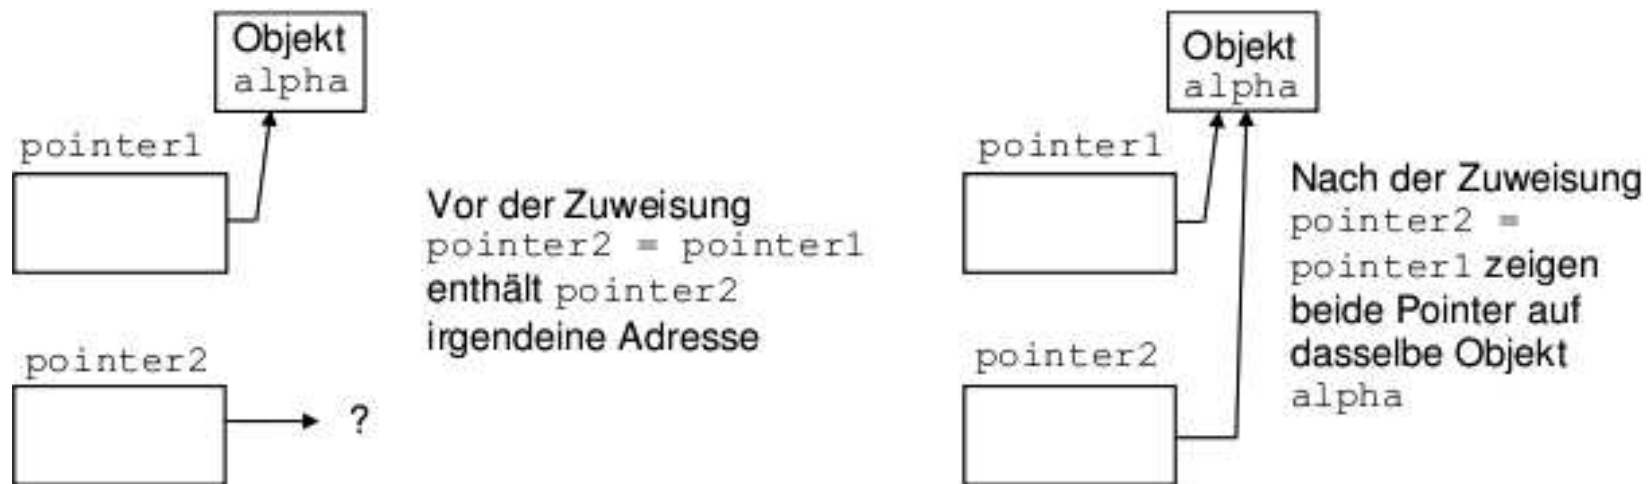 Objekt
alpha
pointer1
Vor der Zuweisung
pointer2 = pointer1
enthält pointer2
irgendeine Adresse
pointer2
?
Objekt
alpha
pointer1
Nach der Zuweisung
pointer2 =
pointer1 zeigen
beide Pointer auf
dasselbe Objekt
alpha
pointer2